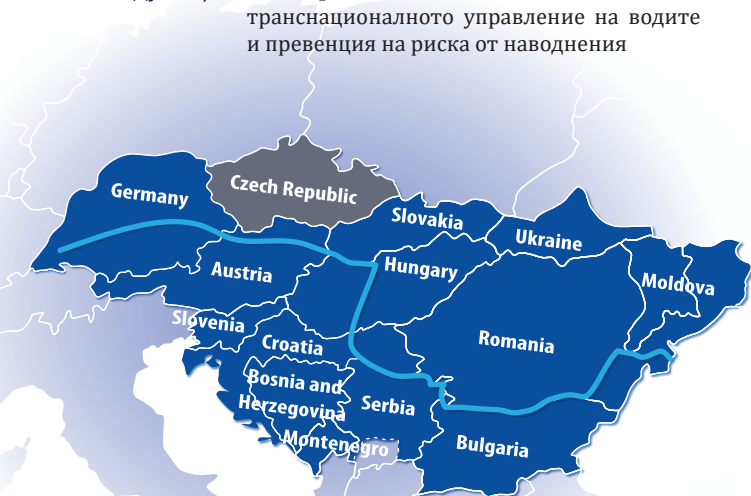 транснационалното управление на водите
и превенция на риска от наводнения
Czech Republic
Germany
Slovakia
Ukraine
Hungary
Austria
Moldova
Slovenia
Croatia
Romania
Bosnia and
Herzegovina
Serbia
Montenegro
Bulgaria